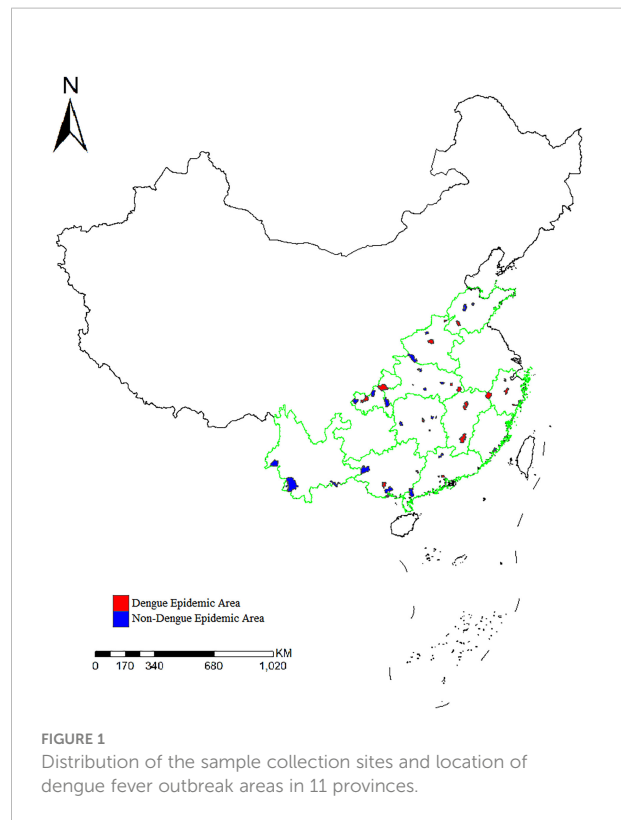 N
Dengue Epidemic Area
Non-Dengue Epidemic Area
KM
0 170 340 680 1,020
FIGURE 1
Distribution of the sample collection sites and location of
dengue fever outbreak areas in 11 provinces.